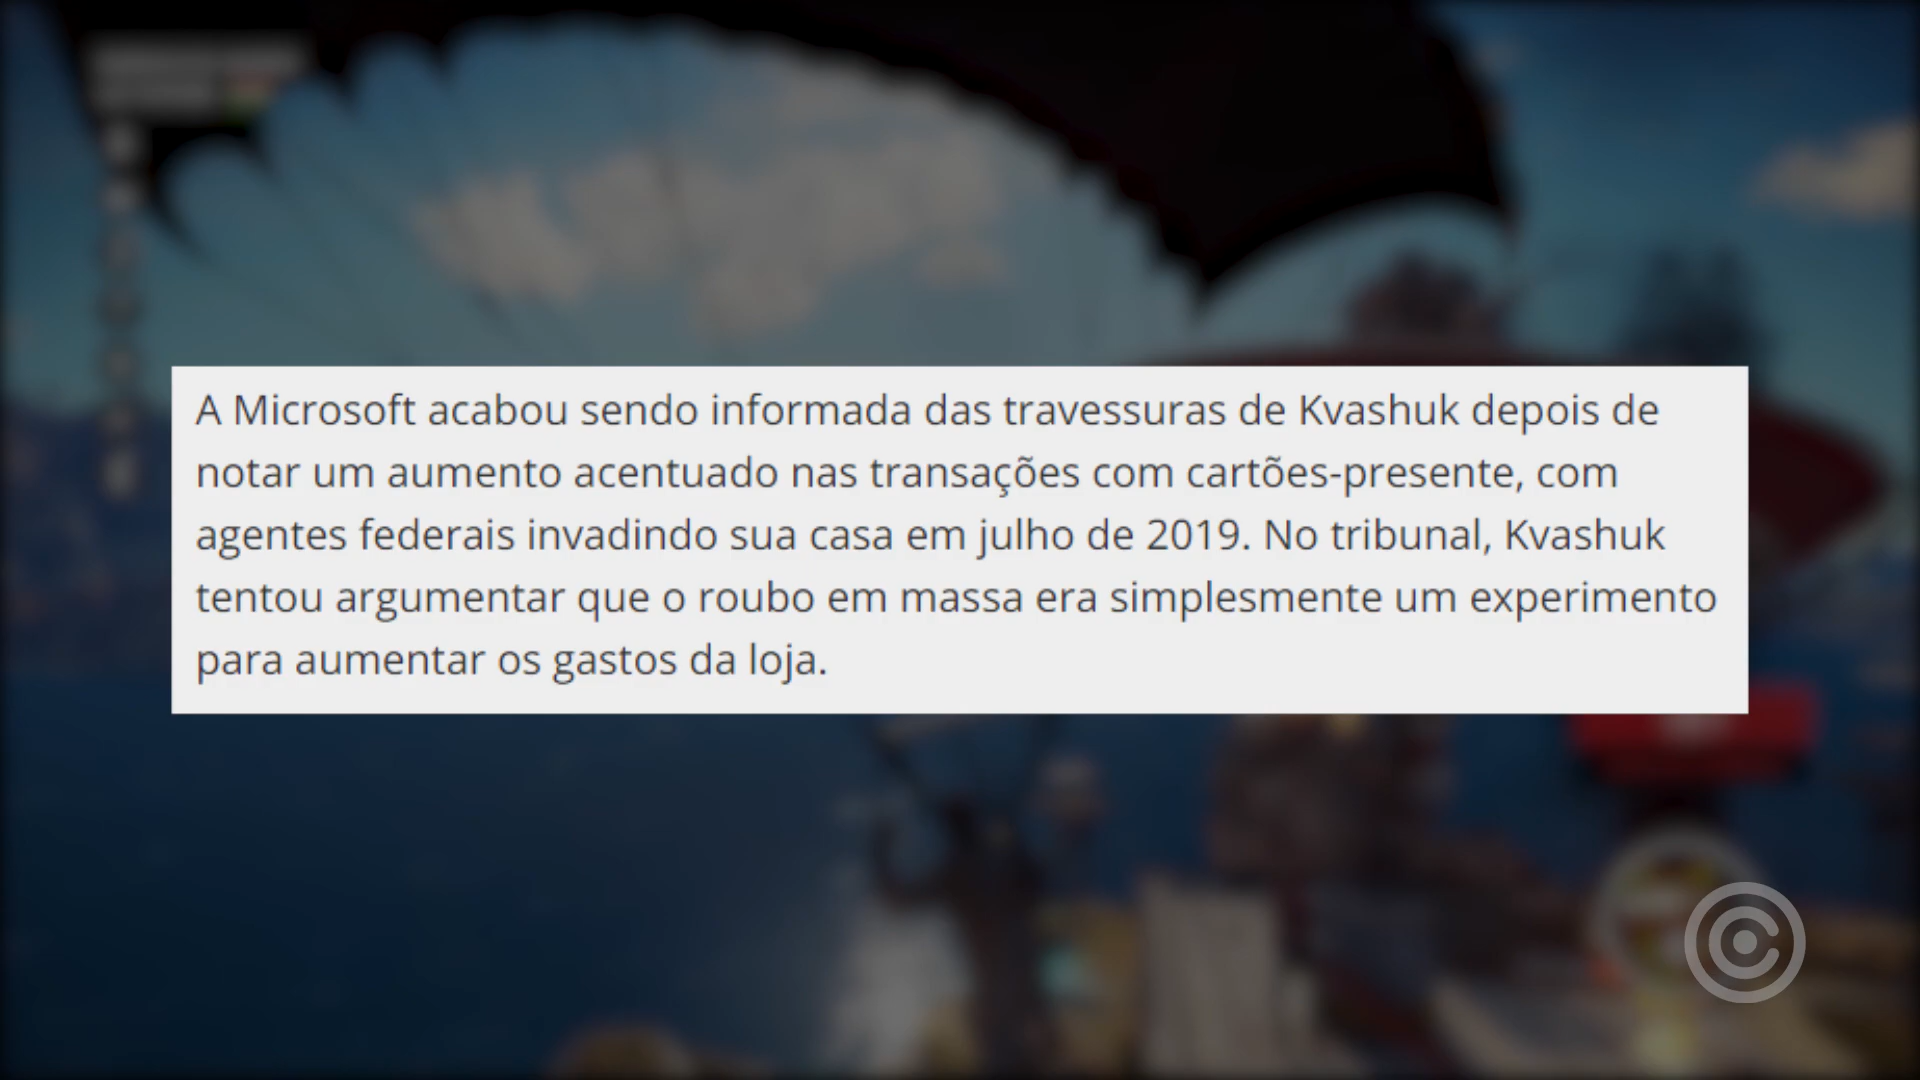 A Microsoft acabou sendo informada das travessuras de Kvashuk depois de
notar um aumento acentuado nas transações com cartões-presente, com
agentes federais invadindo sua casa em julho de 2019. No tribunal, Kvashuk
tentou argumentar que o roubo em massa era simplesmente um experimento
para aumentar os gastos da loja.